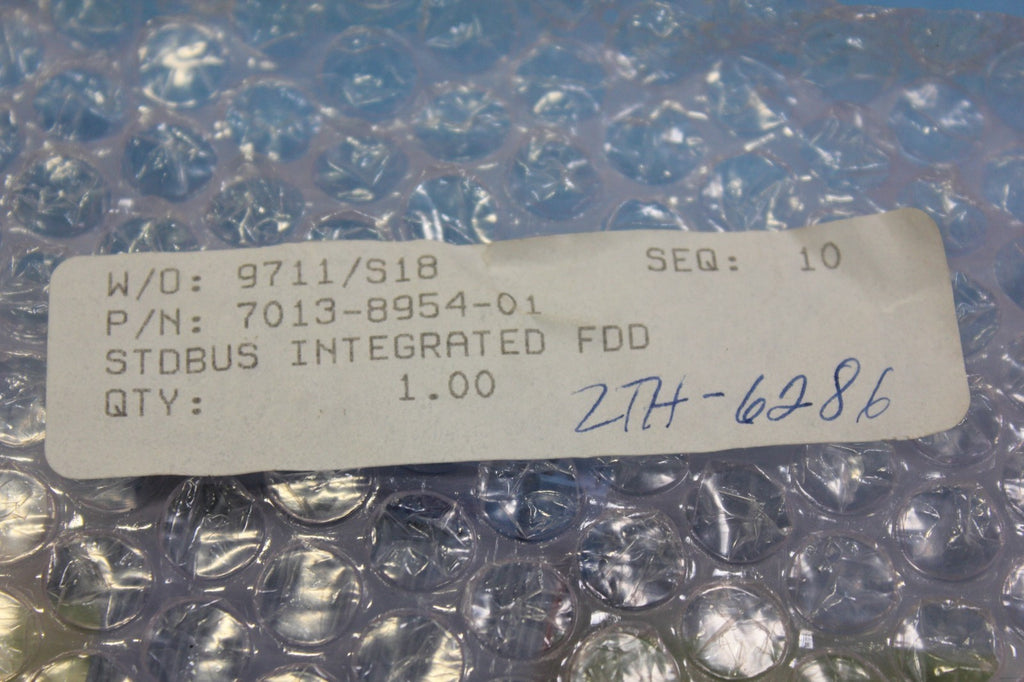 W/O: 9711/S18 SEQ: 10
P/N: 7013-8954-01
STDBUS INTEGRATED FDD
QTY: 1.00
ZTH-6286